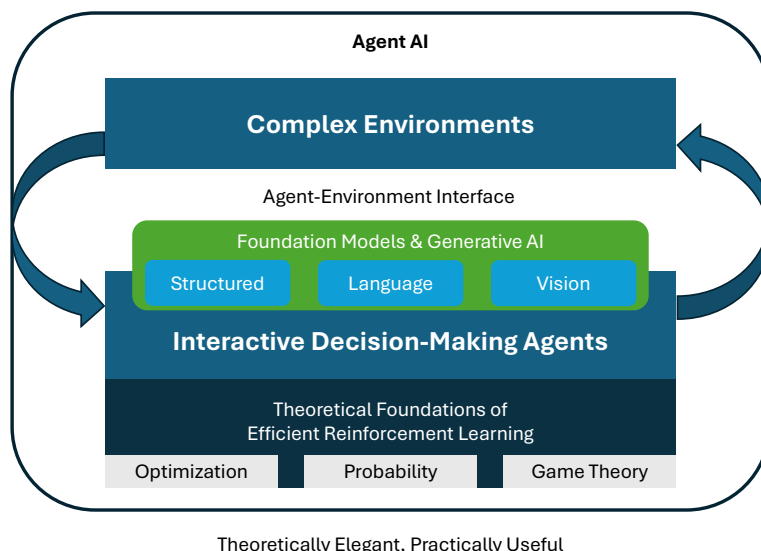 Agent AI
Complex Environments
Agent-Environment Interface
Foundation Models & Generative AI
Structured
Language
Vision
Interactive Decision-Making Agents
Theoretical Foundations of
Efficient Reinforcement Learning
Optimization
Probability
Game Theory
Theoretically Elegant, Practically Useful